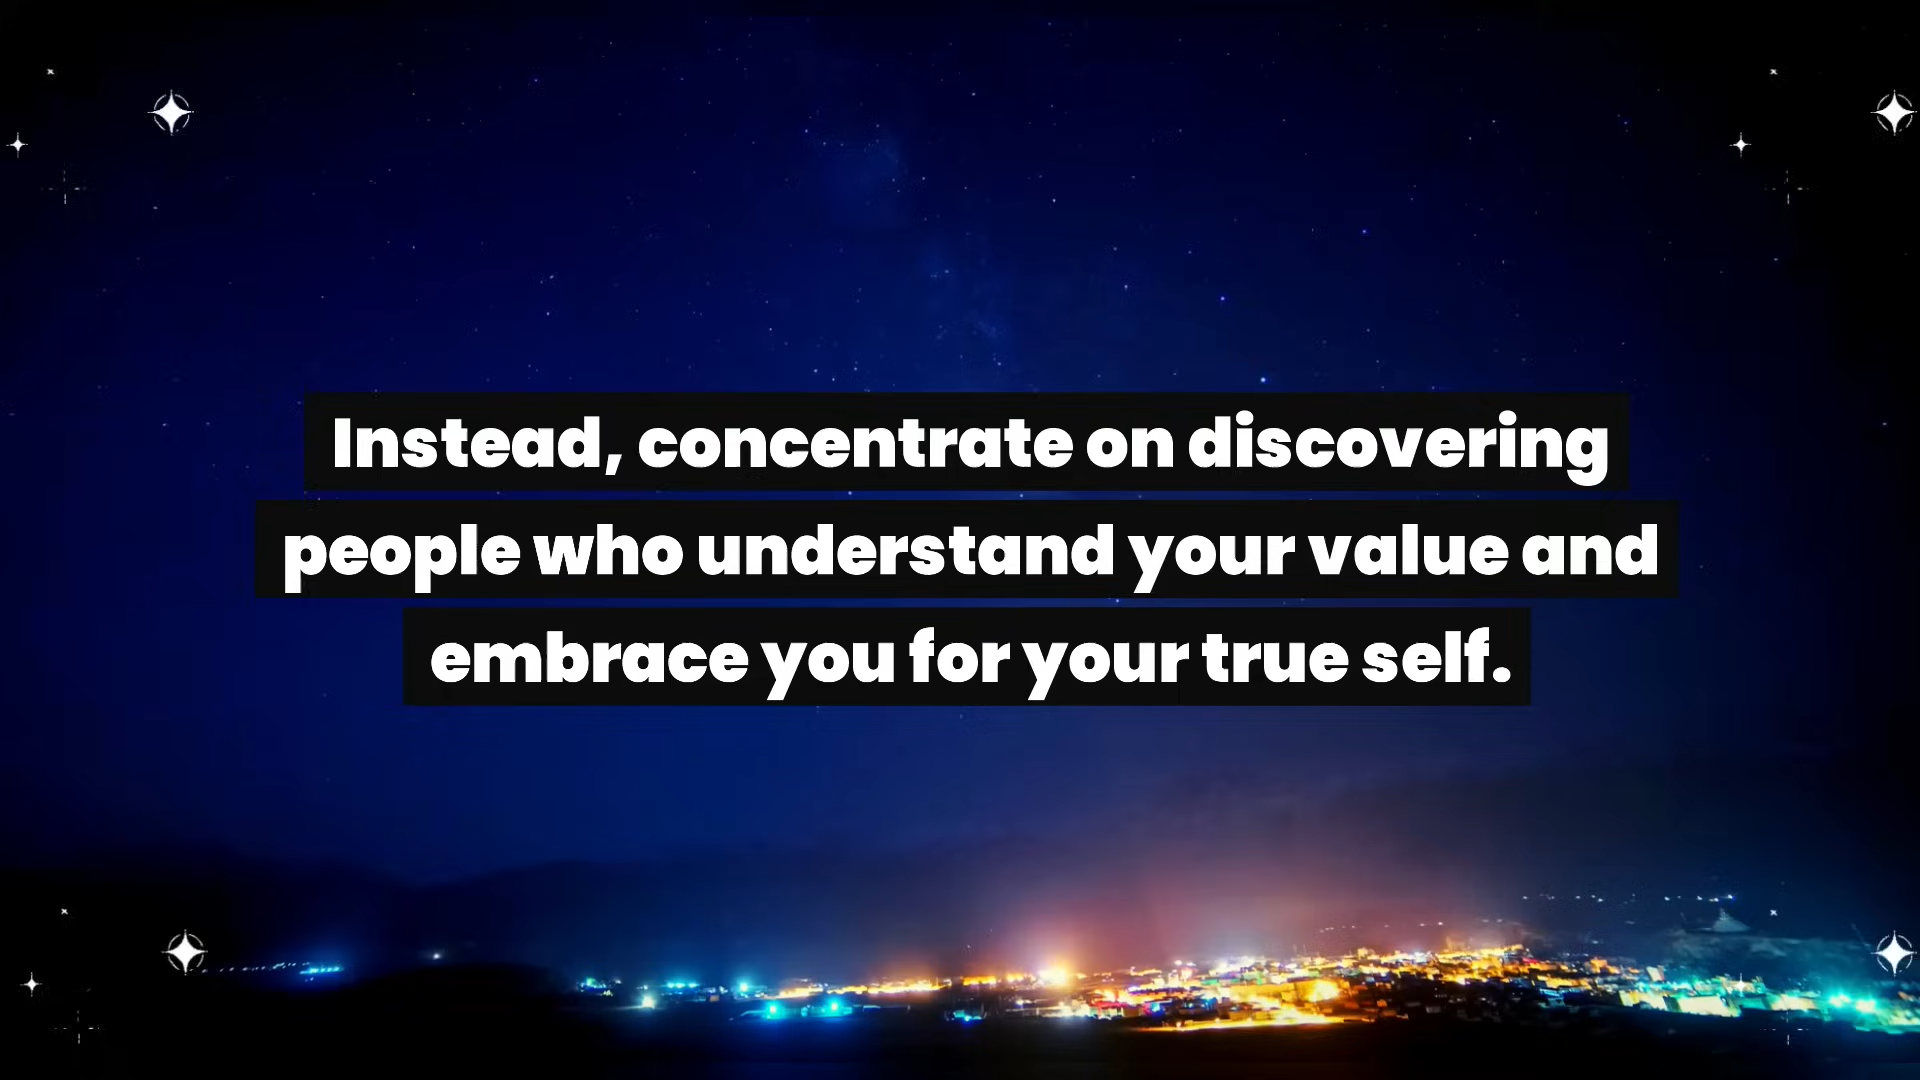 Instead, concentrate on discovering
people who understand your value and
embrace you for your true self.